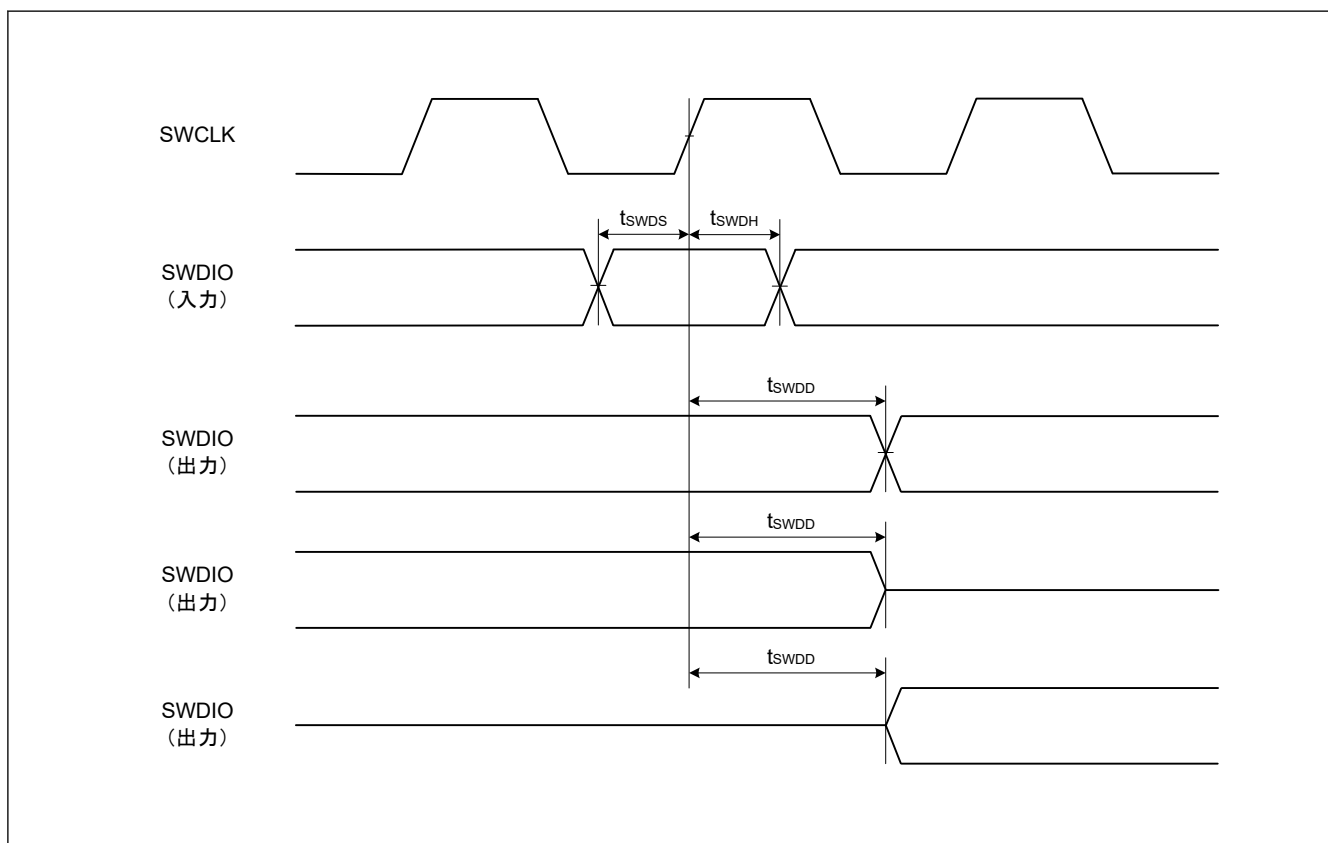 SWCLK
tSWDS
tSWDH
SWDIO
（入力）
tSWDD
SWDIO
（出力）
tSWDD
SWDIO
（出力）
tSWDD
SWDIO
（出力）